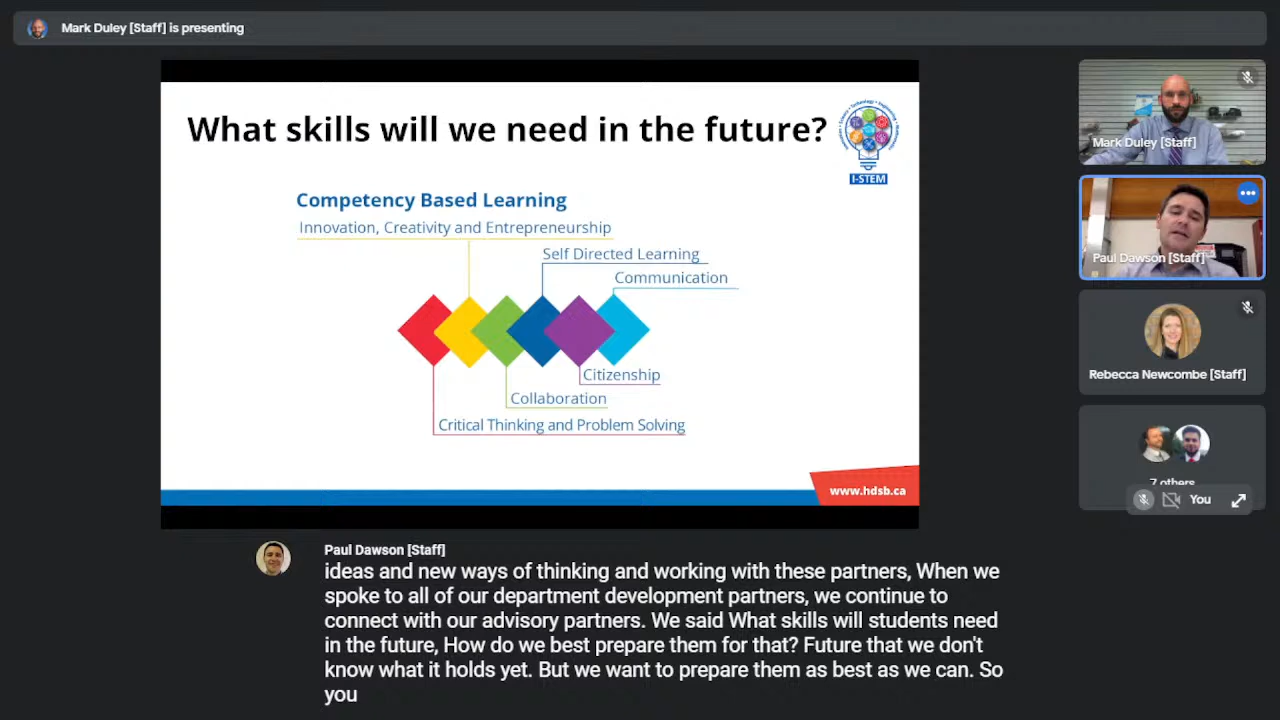 Mark Duley [Staff] is presenting
What skills will we need in the future?
I-STEM
Competency Based Learning
Innovation, Creativity and Entrepreneurship
Self Directed Learning
Communication
Citizenship
Collaboration
Critical Thinking and Problem Solving
www.hdsb.ca
Mark Duley [Staff]
Paul Dawson [Staff]
Rebecca Newcombe [Staff]
7 others
You
Paul Dawson [Staff]
ideas and new ways of thinking and working with these partners, When we
spoke to all of our department development partners, we continue to
connect with our advisory partners. We said What skills will students need
in the future, How do we best prepare them for that? Future that we don't
know what it holds yet. But we want to prepare them as best as we can. So
you